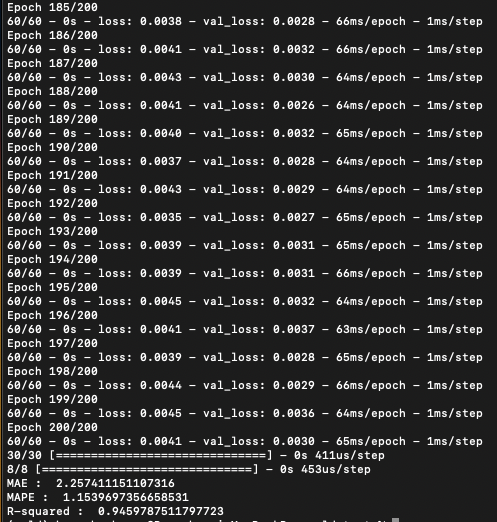 Epoch 185/200
60/60 - 0s - loss: 0.0038 - val_loss: 0.0028 - 66ms/epoch - 1ms/step
Epoch 186/200
60/60 - 0s - loss: 0.0041 - val_loss: 0.0032 - 66ms/epoch - 1ms/step
Epoch 187/200
60/60 - 0s - loss: 0.0043 - val_loss: 0.0030 - 64ms/epoch - 1ms/step
Epoch 188/200
60/60 - 0s - loss: 0.0041 - val_loss: 0.0026 - 64ms/epoch - 1ms/step
Epoch 189/200
60/60 - 0s - loss: 0.0040 - val_loss: 0.0032 - 65ms/epoch - 1ms/step
Epoch 190/200
60/60 - 0s - loss: 0.0037 - val_loss: 0.0028 - 64ms/epoch - 1ms/step
Epoch 191/200
60/60 - 0s - loss: 0.0043 - val_loss: 0.0029 - 64ms/epoch - 1ms/step
Epoch 192/200
60/60 - 0s - loss: 0.0035 - val_loss: 0.0027 - 65ms/epoch - 1ms/step
Epoch 193/200
60/60 - 0s - loss: 0.0039 - val_loss: 0.0031 - 65ms/epoch - 1ms/step
Epoch 194/200
60/60 - 0s - loss: 0.0039 - val_loss: 0.0031 - 66ms/epoch - 1ms/step
Epoch 195/200
60/60 - 0s - loss: 0.0045 - val_loss: 0.0032 - 64ms/epoch - 1ms/step
Epoch 196/200
60/60 - 0s - loss: 0.0041 - val_loss: 0.0037 - 63ms/epoch - 1ms/step
Epoch 197/200
60/60 - 0s - loss: 0.0039 - val_loss: 0.0028 - 65ms/epoch - 1ms/step
Epoch 198/200
60/60 - 0s - loss: 0.0044 - val_loss: 0.0029 - 66ms/epoch - 1ms/step
Epoch 199/200
60/60 - 0s - loss: 0.0045 - val_loss: 0.0036 - 64ms/epoch - 1ms/step
Epoch 200/200
60/60 - 0s - loss: 0.0041 - val_loss: 0.0030 - 65ms/epoch - 1ms/step
30/30 [==============================] - 0s 411us/step
8/8 [==============================] - 0s 453us/step
MAE :  2.257411151107316
MAPE :  1.1539697356658531
R-squared :  0.9459787511797723